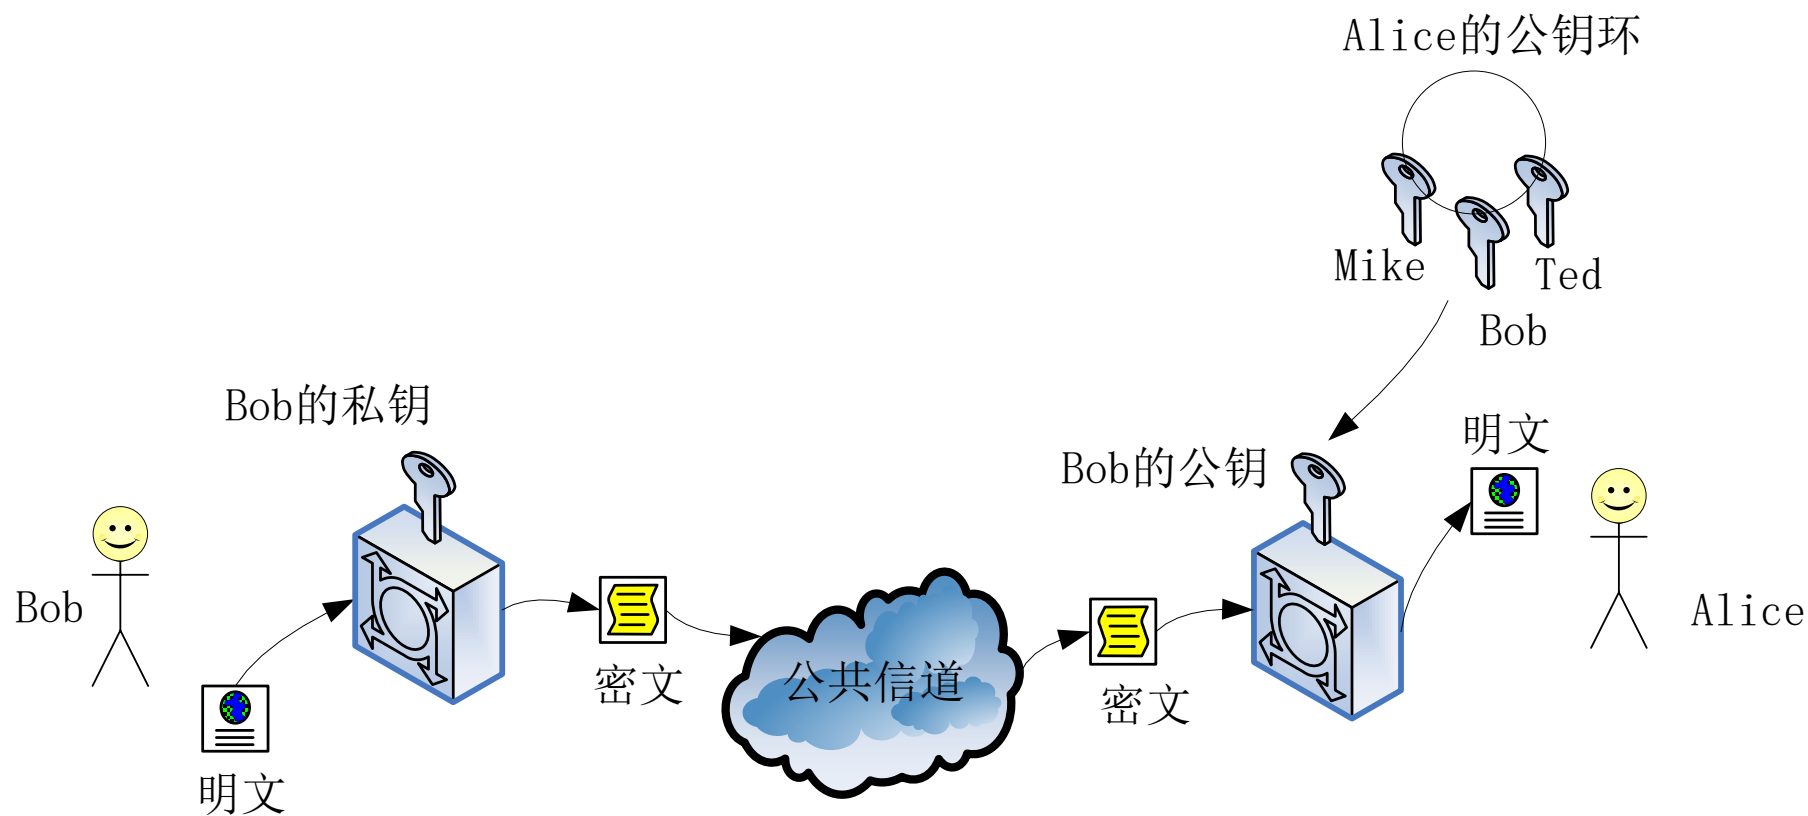 Alice的公钥环
Mike
Ted
Bob
Bob的私钥
Bob的公钥
明文
Bob
Alice
密文
公共信道
密文
明文